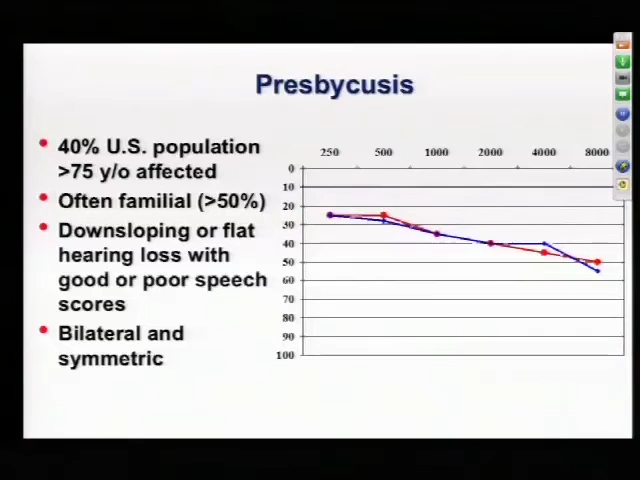 Presbycusis
40% U.S. population
>75 y/o affected
Often familial (>50%)
Downsloping or flat
hearing loss with
good or poor speech
scores
Bilateral and
symmetric
250 500 1000 2000 4000 8000
0
10
20
30
40
50
60
70
80
90
100